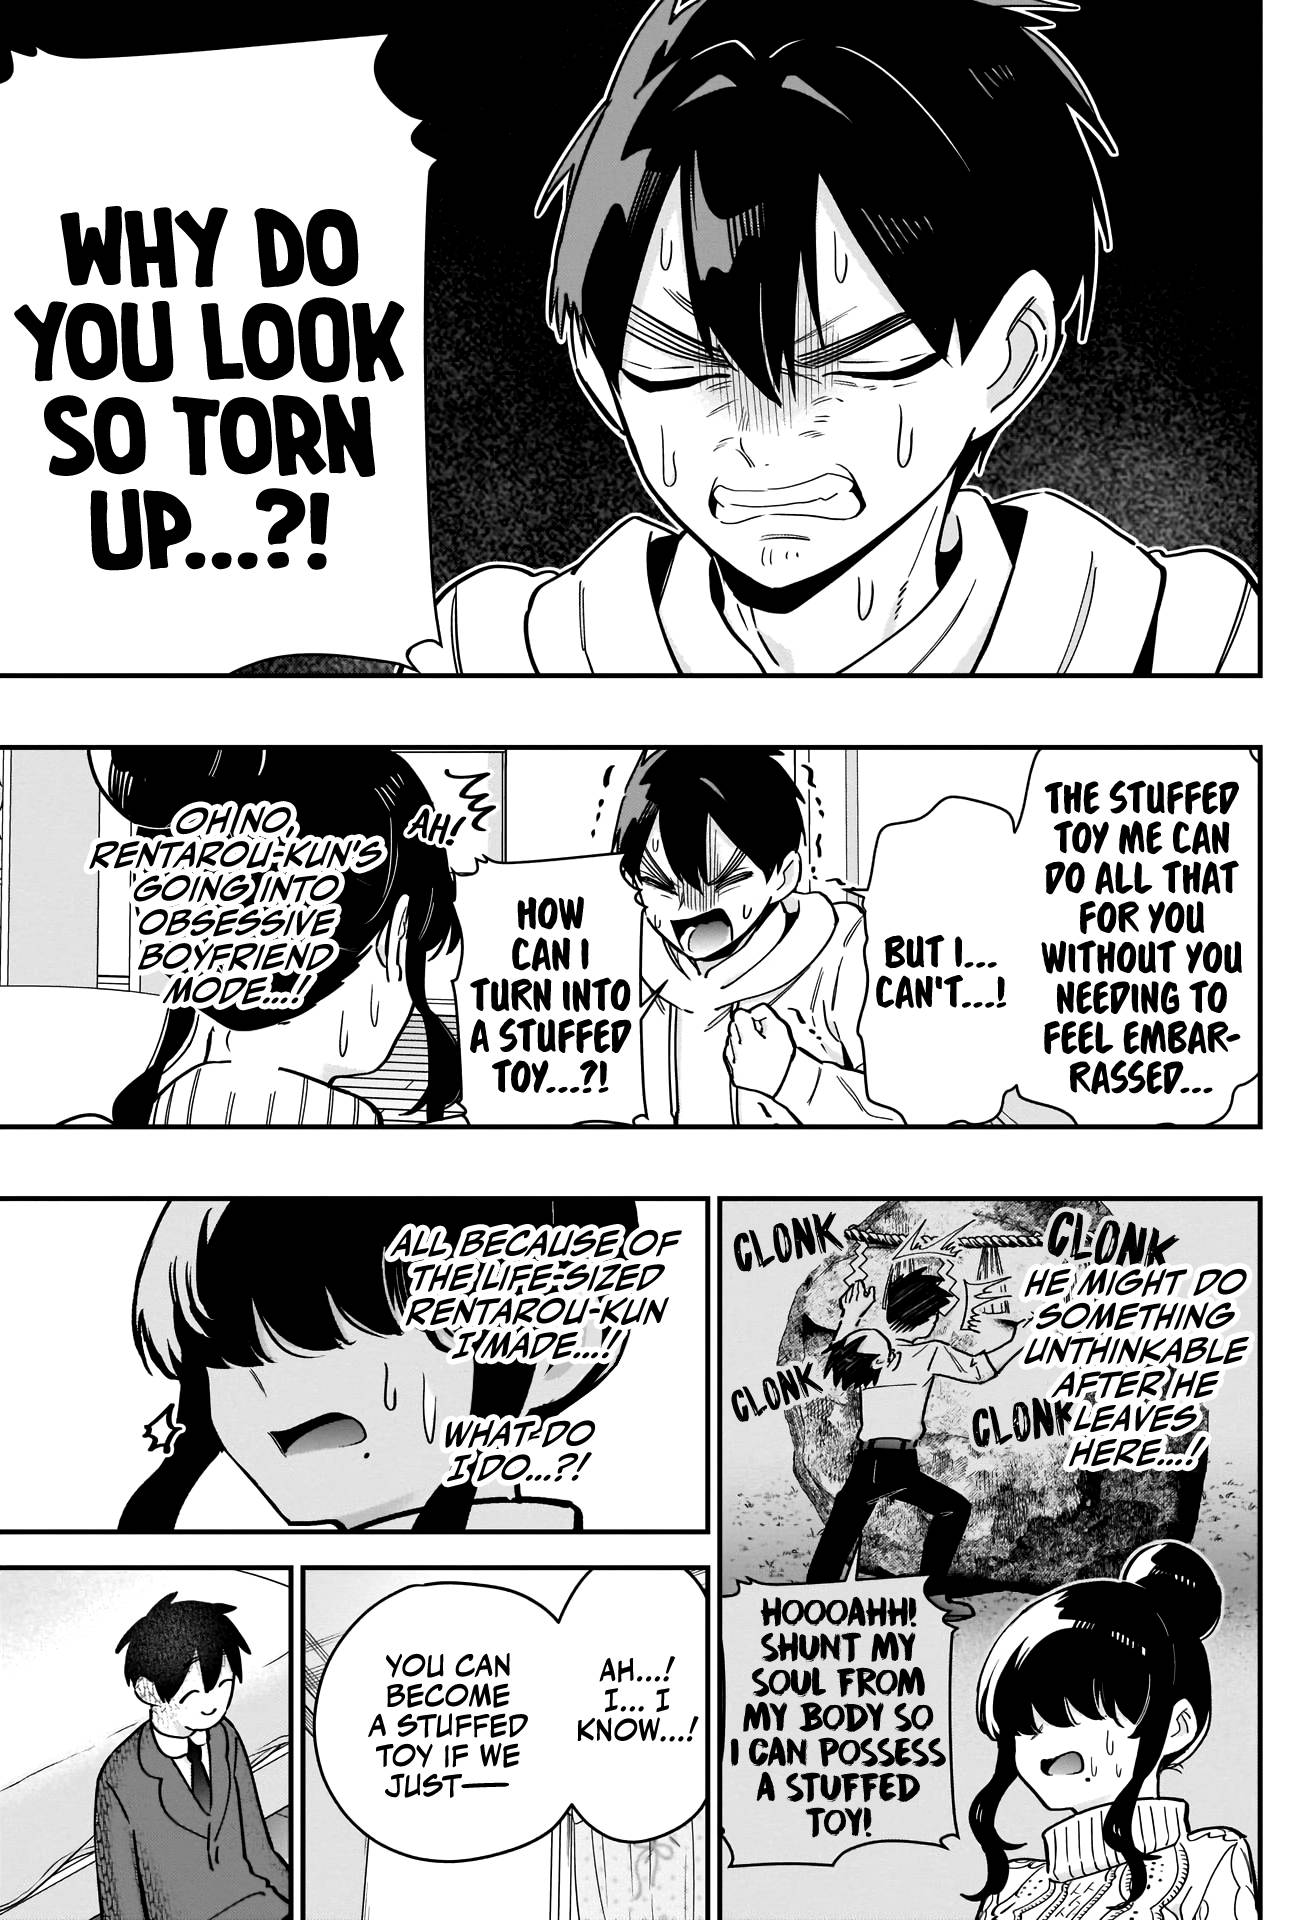 WHY DO
YOU LOOK
SO TORN
UP...?!
THE STUFFED
TOY ME CAN
DO ALL THAT
FOR YOU
WITHOUT YOU
NEEDING TO
FEEL EMBAR-
RASSED...
BUT I...
CAN'T...!
HOW
CAN I
TURN INTO
A STUFFED
TOY...?!
AH!
OH NO,
RENTAROU-KUN'S
GOING INTO
OBSESSIVE
BOYFRIEND
MODE...!
CLONK
CLONK
HE MIGHT DO
SOMETHING
UNTHINKABLE
AFTER HE
LEAVES
HERE...!
CLONK
CLONK
HOOOAHH!
SHUNT MY
SOUL FROM
MY BODY SO
I CAN POSSESS
A STUFFED
TOY!
ALL BECAUSE OF
THE LIFE-SIZED
RENTAROU-KUN
I MADE...!
WHAT DO
I DO...?!
AH...!
I... I
KNOW...!
YOU CAN
BECOME
A STUFFED
TOY IF WE
JUST——